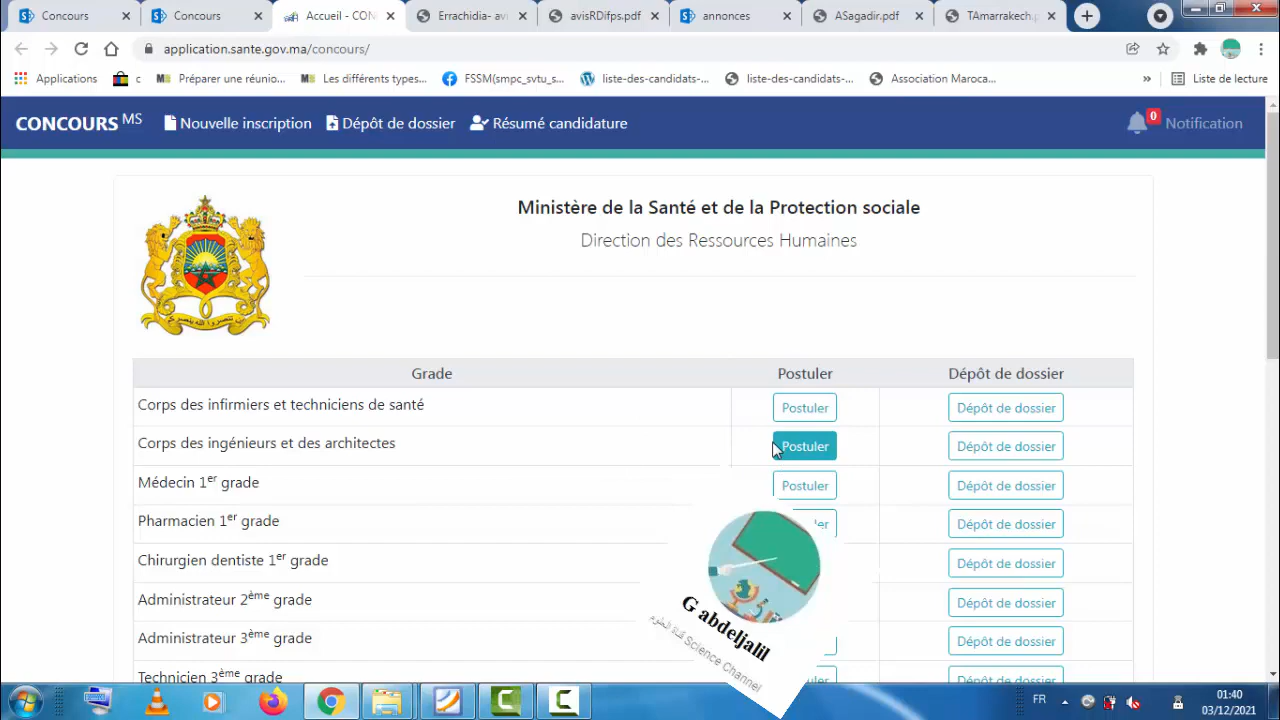 Concours
Concours
Accueil - CON
Errachidia- avi
avisRDifps.pdf
annonces
ASagadir.pdf
TAmarrakech.p
application.sante.gov.ma/concours/
Applications
c
Préparer une réunio...
Les différents types...
FSSM(smpc_svtu_s...
liste-des-candidats-...
liste-des-candidats-...
Association Maroca...
»
Liste de lecture
CONCOURS MS
Nouvelle inscription
Dépôt de dossier
Résumé candidature
0
Notification
Ministère de la Santé et de la Protection sociale
Direction des Ressources Humaines
Grade Postuler Dépôt de dossier
Corps des infirmiers et techniciens de santé Postuler Dépôt de dossier
Corps des ingénieurs et des architectes Postuler Dépôt de dossier
Médecin 1er grade Postuler Dépôt de dossier
Pharmacien 1er grade Dépôt de dossier
Chirurgien dentiste 1er grade Dépôt de dossier
Administrateur 2ème grade Dépôt de dossier
Administrateur 3ème grade Dépôt de dossier
Technicien 3ème grade Dépôt de dossier
G abdeljalil
Science Channel قناة العلوم
FR
01:40
03/12/2021